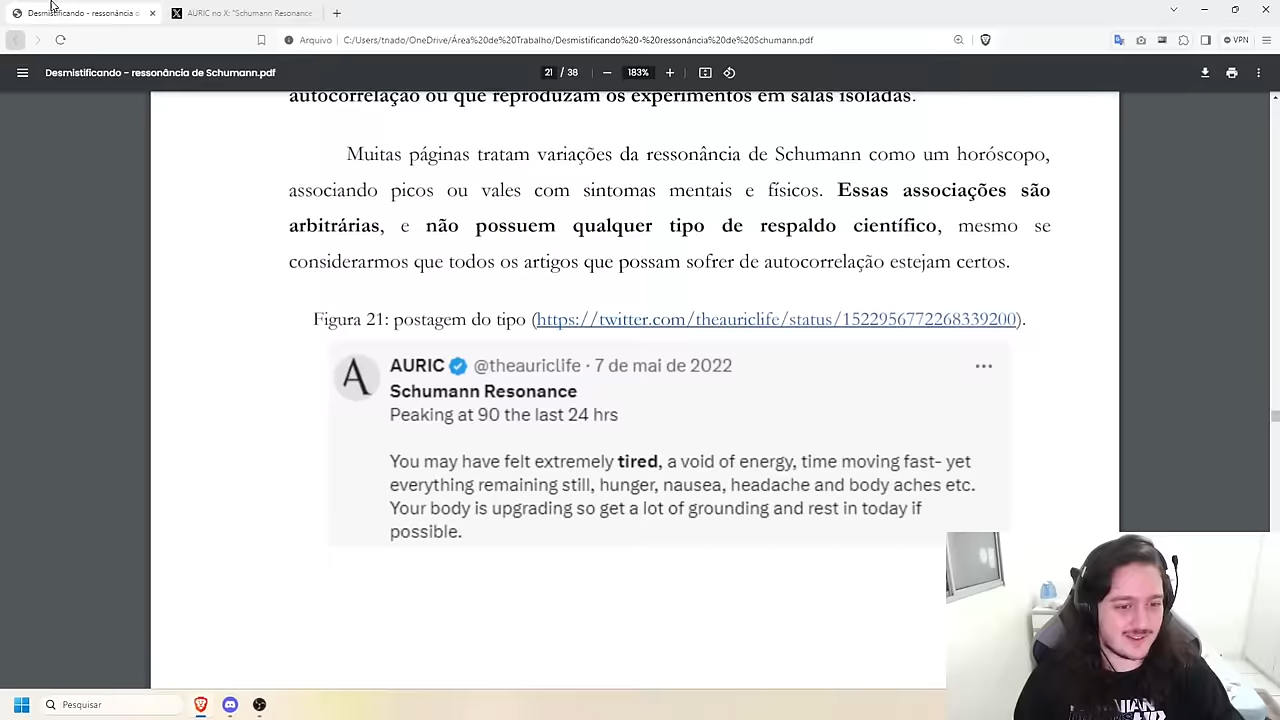 Desmistificando - ressonância d
AURIC no X: "Schumann Resonance
Arquivo
C:/Users/tnado/OneDrive/Área%20de%20Trabalho/Desmistificando%20-%20ressonância%20de%20Schumann.pdf
VPN
Desmistificando - ressonância de Schumann.pdf
21 / 38
183%
autocorrelação ou que reproduzam os experimentos em salas isoladas.
Muitas páginas tratam variações da ressonância de Schumann como um horóscopo,
associando picos ou vales com sintomas mentais e físicos. Essas associações são
arbitrárias, e não possuem qualquer tipo de respaldo científico, mesmo se
considerarmos que todos os artigos que possam sofrer de autocorrelação estejam certos.
Figura 21: postagem do tipo (https://twitter.com/theauriclife/status/1522956772268339200).
A
AURIC @theauriclife · 7 de mai de 2022
Schumann Resonance
Peaking at 90 the last 24 hrs
You may have felt extremely tired, a void of energy, time moving fast- yet
everything remaining still, hunger, nausea, headache and body aches etc.
Your body is upgrading so get a lot of grounding and rest in today if
possible.
Pesquisar